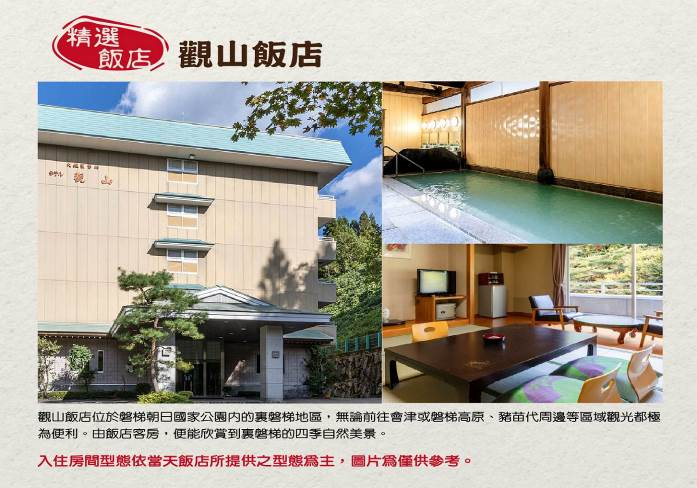 精選
飯店
觀山飯店
ホテル 観山
觀山飯店位於磐梯朝日國家公園內的裏磐梯地區，無論前往會津或磐梯高原、豬苗代周邊等區域觀光都極
為便利。由飯店客房，便能欣賞到裏磐梯的四季自然美景。
入住房間型態依當天飯店所提供之型態為主，圖片為僅供參考。